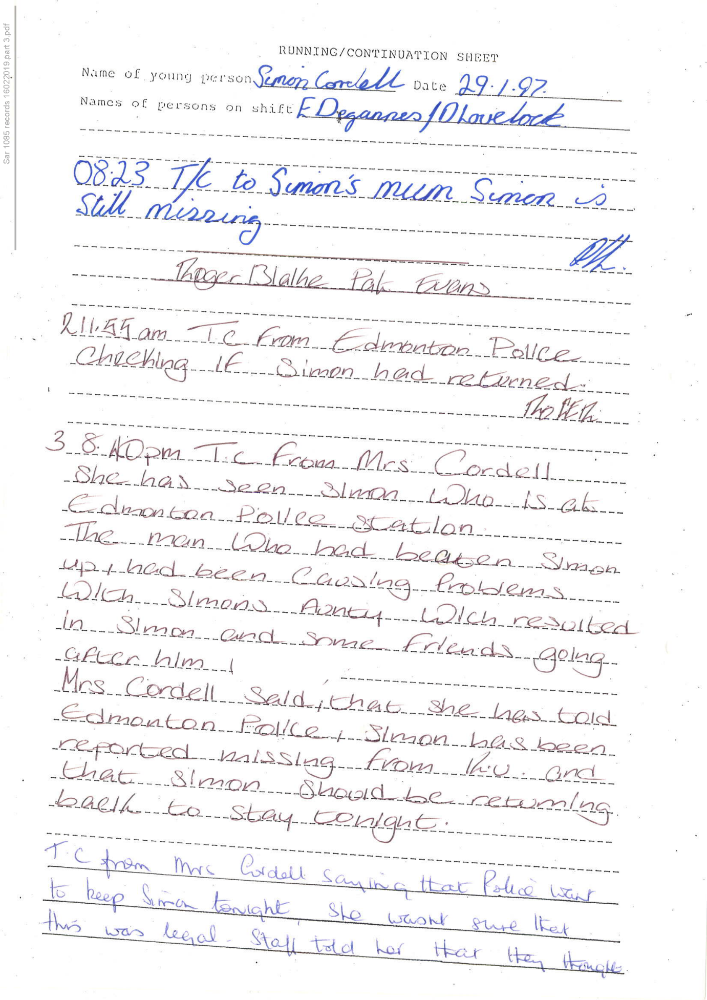 Sar 1085 records 16022019.part 3.pdf
RUNNING/CONTINUATION SHEET
Name of young person Simon Cordell Date 29.1.97.
Names of persons on shift E Degannes/D Lovelock
08.23. T/C to Simon's mum Simon is
Still missing
DL.
Roger Blathe Pat Evans
2 11.55am T.C From Edmonton Police
Checking IF Simon had returned.
3 8.40pm T.C From Mrs Cordell
She has seen Simon Who is at
Edmonton Police Station
The man Who had beaten Simon
up, had been Causing Problems
With Simons Aunty Wich resulted
in Simon and some Friends going
after him
Mrs Cordell Said, that she has told
Edmonton Police, Simon has been
reported missing From R.U. and
that Simon Should be returning
back to stay tonight.
T.C from Mrs Cordell saying that Police want
to keep Simon tonight, she wasnt sure that
this was legal. Staff told her that they thought